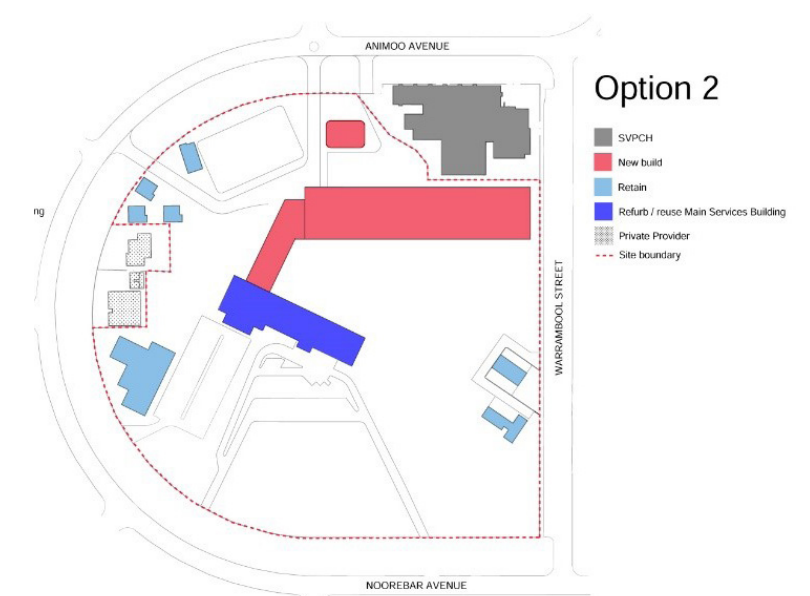 ANIMOO AVENUE
Option 2
SVPCH
New build
Retain
Refurb / reuse Main Services Building
Private Provider
Site boundary
ng
WARRAMBOOL STREET
NOOREBAR AVENUE